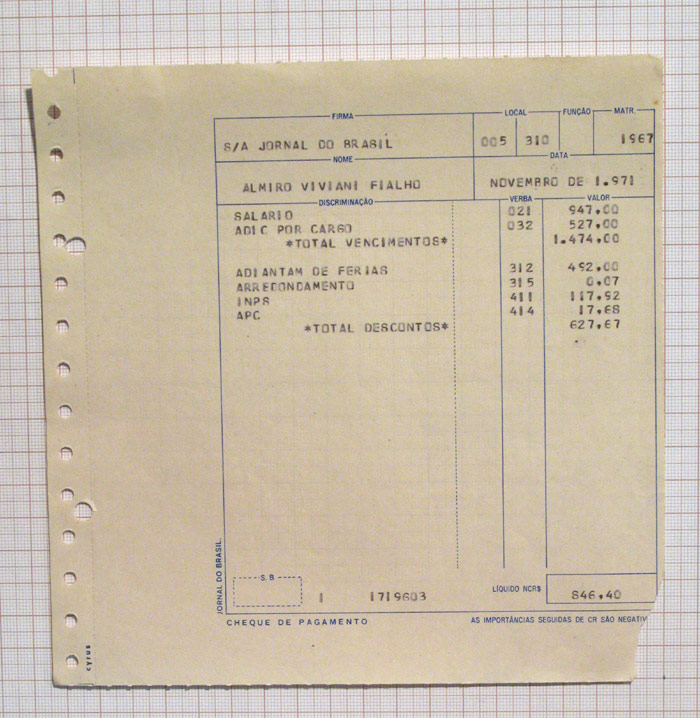 FIRMA LOCAL FUNÇÃO MATR.
S/A JORNAL DO BRASIL 005 310 1967
NOME DATA
ALMIRO VIVIANI FIALHO NOVEMBRO DE 1.971
DISCRIMINAÇÃO VERBA VALOR
SALARIO 021 947,00
ADIC POR CARGO 032 527,00
*TOTAL VENCIMENTOS* 1.474,00
ADIANTAM DE FERIAS 312 492,00
ARREDONDAMENTO 315 0,07
INPS 411 117,92
APC 414 17,68
*TOTAL DESCONTOS* 627,67
JORNAL DO BRASIL
S. B.
1 1719603
LÍQUIDO NCR$ 846,40
CHEQUE DE PAGAMENTO AS IMPORTÂNCIAS SEGUIDAS DE CR SÃO NEGATIV
cyrus